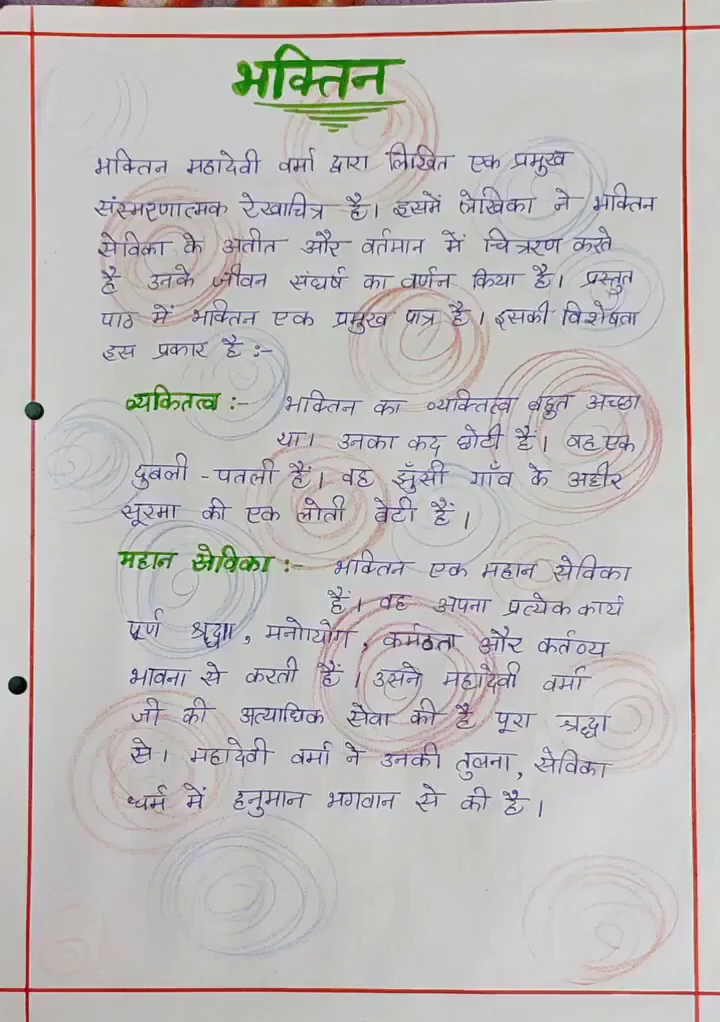 भक्तिन
भक्तिन महादेवी वर्मा द्वारा लिखित एक प्रमुख
संस्मरणात्मक रेखाचित्र है। इसमें लेखिका ने भक्तिन
सेविका के अतीत और वर्तमान में चित्ररण करते
है उनके जीवन संघर्ष का वर्णन किया है। प्रस्तुत
पाठ में भक्तिन एक प्रमुख पात्र है। इसकी विशेषता
इस प्रकार है :-
व्यकितत्व :- भक्तिन का व्यक्तित्व बहुत अच्छा
था। उनका कद छोटी है। वह एक
दुबली - पतली हैं। वह झुँसी गाँव के अहीर
सूरमा की एक लोती बेटी हैं।
महान सेविका :- भक्तिन एक महान सेविका
हैं। वह अपना प्रत्येक कार्य
पूर्ण श्रद्धा, मनोयोग, कर्मठता और कर्तव्य
भावना से करती हैं। उसने महादेवी वर्मा
जी की अत्याधिक सेवा की है पूरा श्रद्धा
से। महादेवी वर्मा ने उनकी तुलना, सेविका
धर्म में हनुमान भगवान से की है।